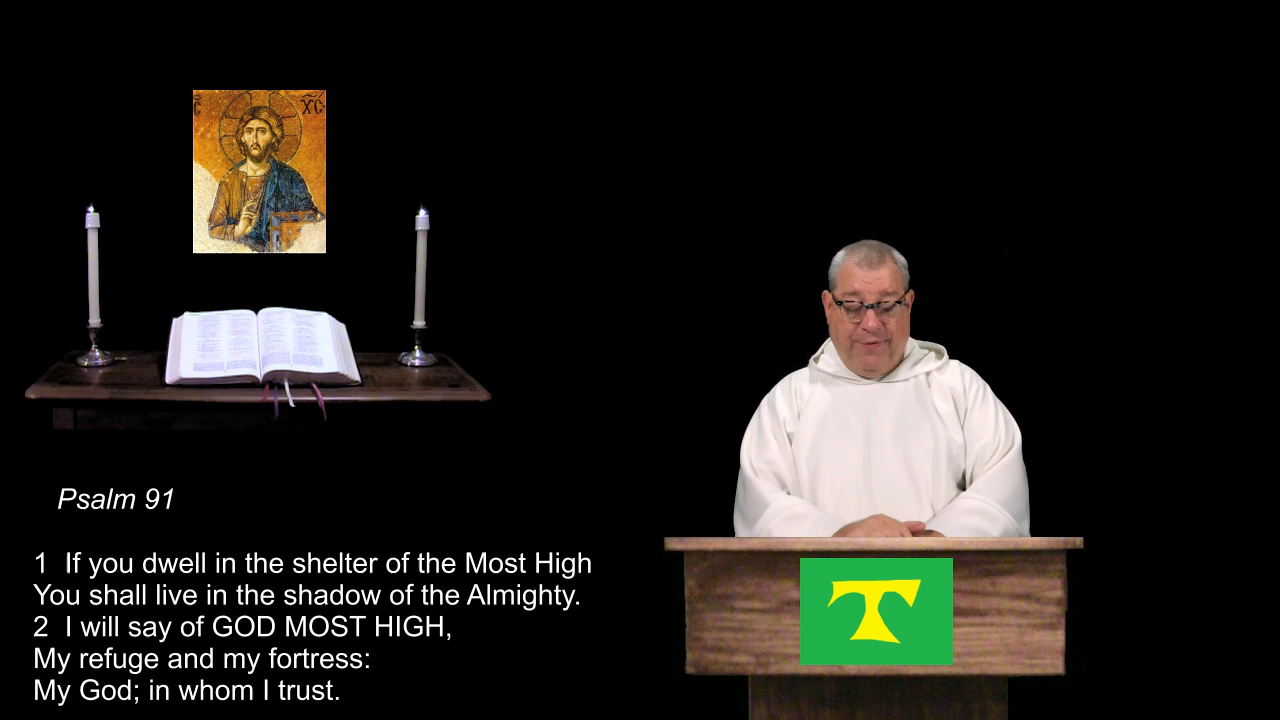 XC
Psalm 91
1 If you dwell in the shelter of the Most High
You shall live in the shadow of the Almighty.
2 I will say of GOD MOST HIGH,
My refuge and my fortress:
My God; in whom I trust.
T